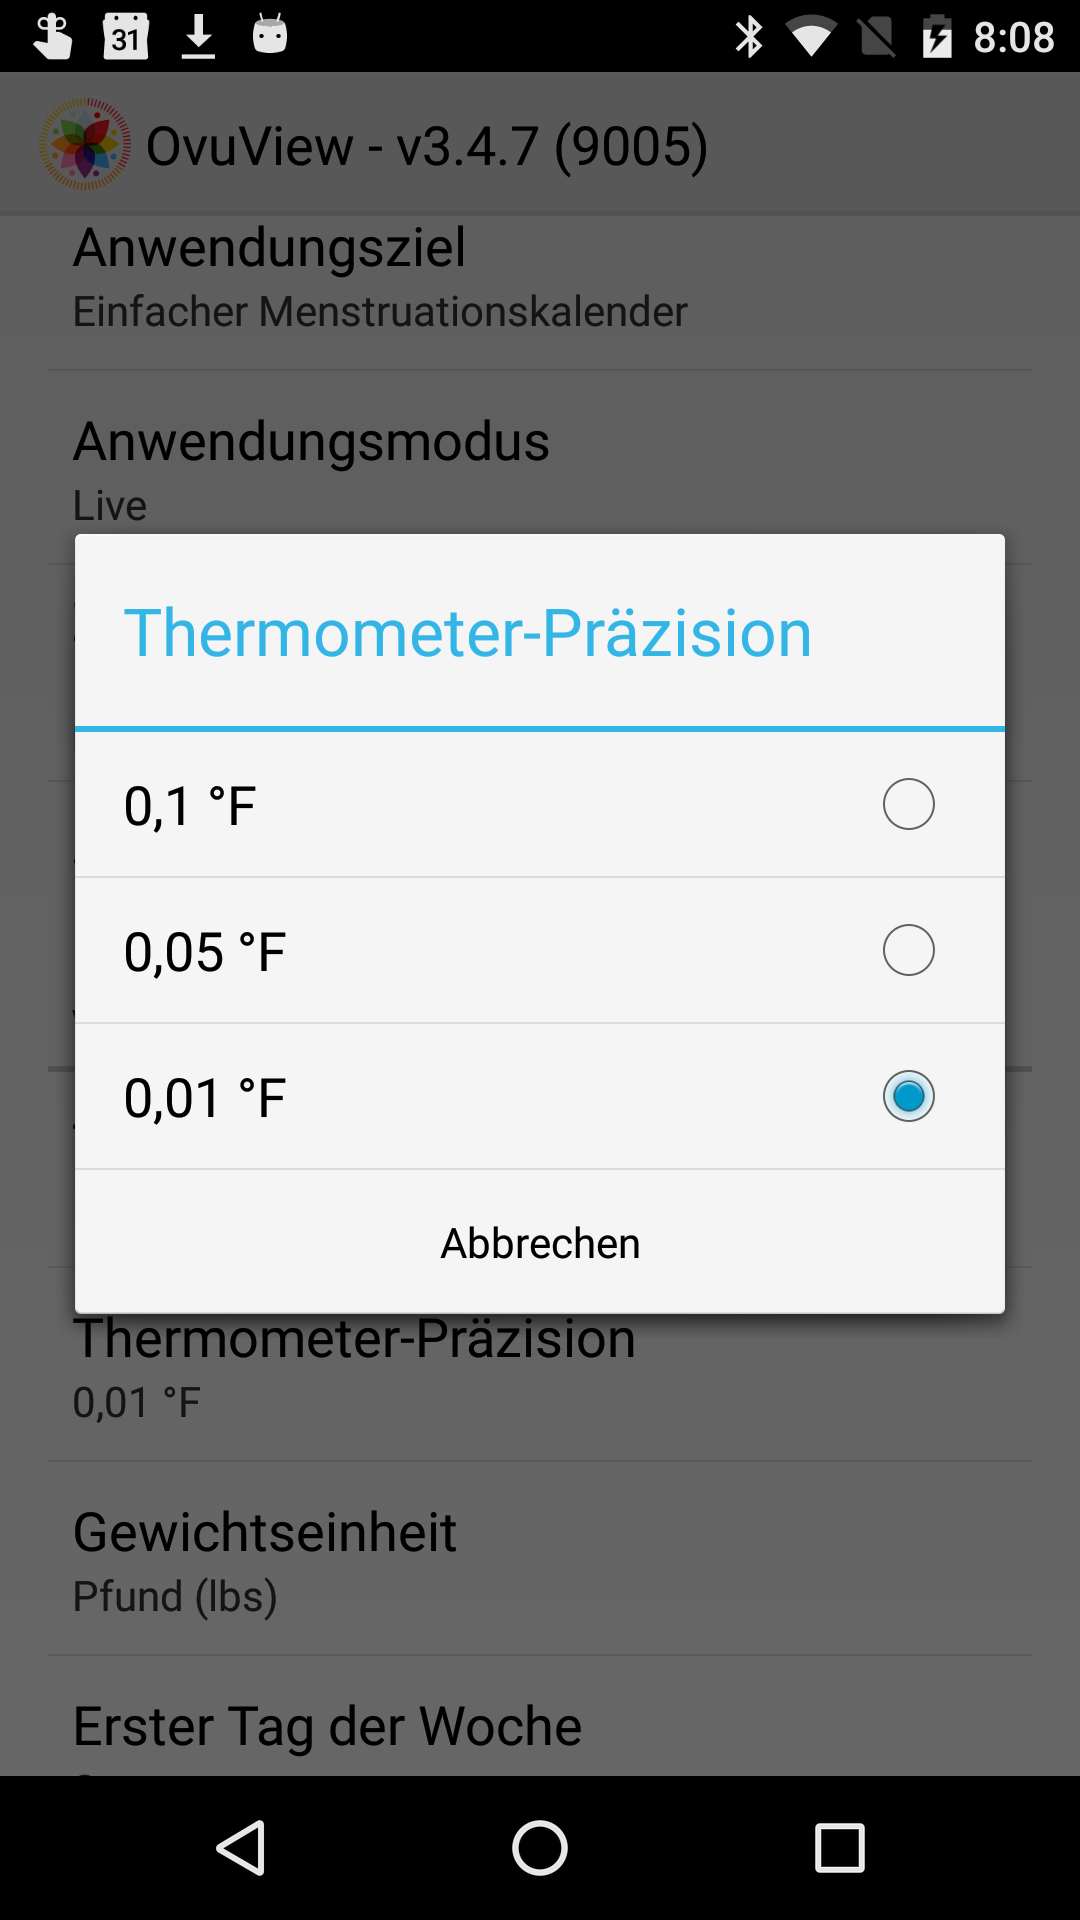 31
8:08
OvuView - v3.4.7 (9005)
Anwendungsziel
Einfacher Menstruationskalender
Anwendungsmodus
Live
Thermometer-Präzision
0,1 °F
0,05 °F
0,01 °F
Abbrechen
Thermometer-Präzision
0,01 °F
Gewichtseinheit
Pfund (lbs)
Erster Tag der Woche